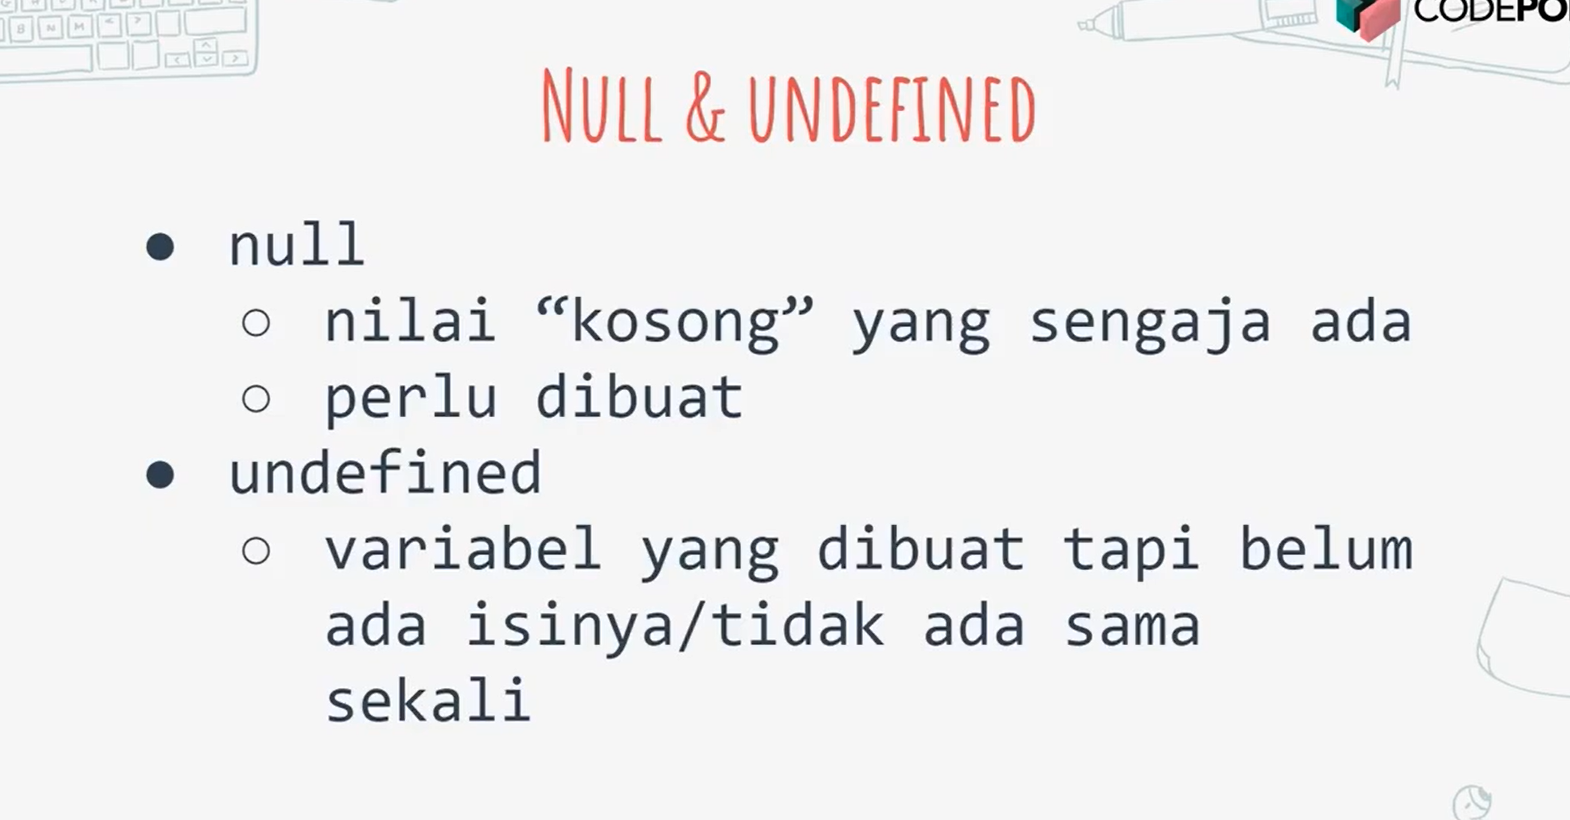 CODEPO
NULL & UNDEFINED
● null
○ nilai “kosong” yang sengaja ada
○ perlu dibuat
● undefined
○ variabel yang dibuat tapi belum
ada isinya/tidak ada sama
sekali